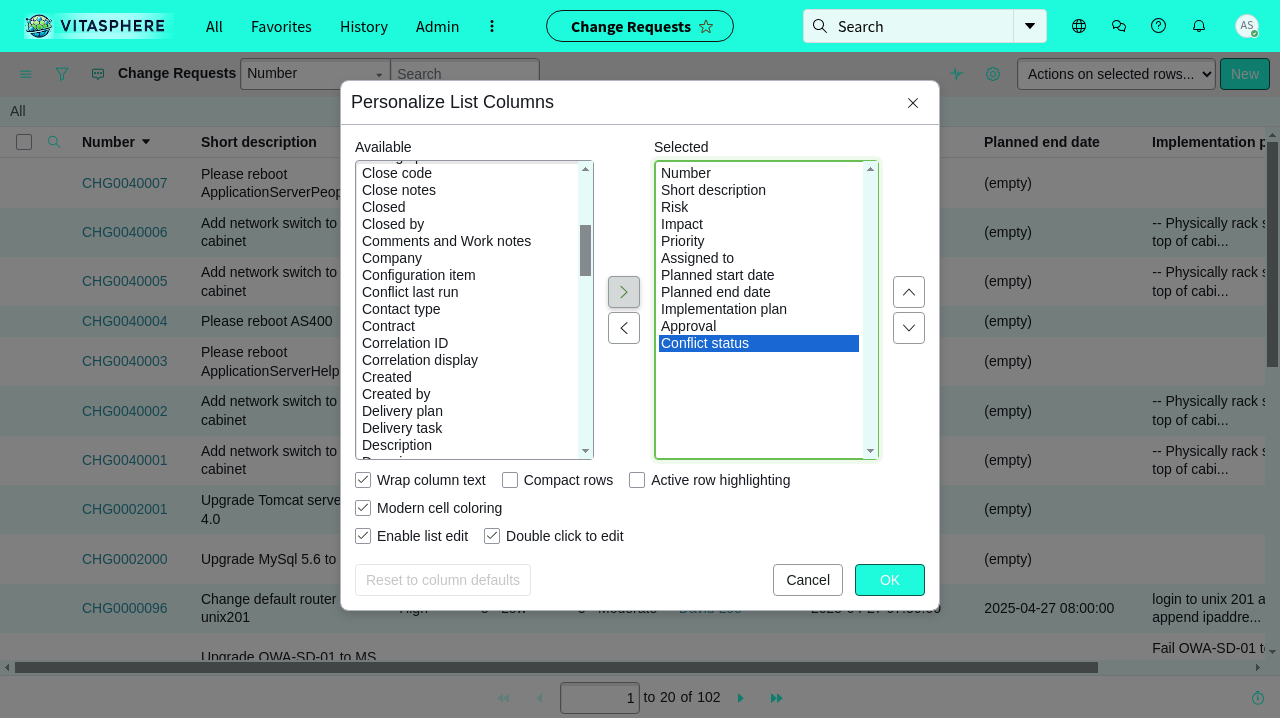 VITASPHERE
All
Favorites
History
Admin
Change Requests
Search
AS
Change Requests
Number
Search
Actions on selected rows...
New
All
Number
Short description
Planned end date
Implementation p
CHG0040007
Please reboot
ApplicationServerPeop
(empty)
CHG0040006
Add network switch to
cabinet
(empty)
-- Physically rack s
top of cabi...
CHG0040005
Add network switch to
cabinet
(empty)
-- Physically rack s
top of cabi...
CHG0040004
Please reboot AS400
(empty)
CHG0040003
Please reboot
ApplicationServerHelp
(empty)
CHG0040002
Add network switch to
cabinet
(empty)
-- Physically rack s
top of cabi...
CHG0040001
Add network switch to
cabinet
(empty)
-- Physically rack s
top of cabi...
CHG0002001
Upgrade Tomcat serve
4.0
(empty)
CHG0002000
Upgrade MySql 5.6 to
(empty)
CHG0000096
Change default router
unix201
2025-04-27 08:00:00
login to unix 201 a
append ipaddre...
Upgrade OWA-SD-01 to MS
Fail OWA-SD-01 t
1 to 20 of 102
Personalize List Columns
Available
Close code
Close notes
Closed
Closed by
Comments and Work notes
Company
Configuration item
Conflict last run
Contact type
Contract
Correlation ID
Correlation display
Created
Created by
Delivery plan
Delivery task
Description
Selected
Number
Short description
Risk
Impact
Priority
Assigned to
Planned start date
Planned end date
Implementation plan
Approval
Conflict status
Wrap column text
Compact rows
Active row highlighting
Modern cell coloring
Enable list edit
Double click to edit
Reset to column defaults
Cancel
OK